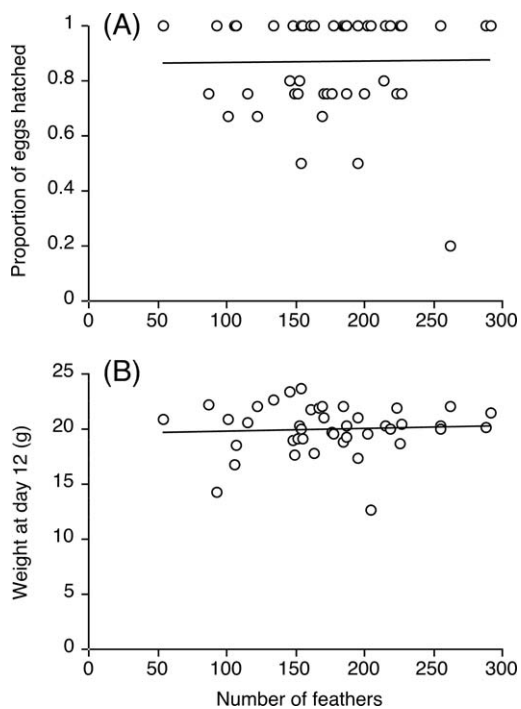 (A)
Proportion of eggs hatched
1
0.8
0.6
0.4
0.2
0
0 50 100 150 200 250 300
(B)
Weight at day 12 (g)
25
20
15
10
5
0
0 50 100 150 200 250 300
Number of feathers